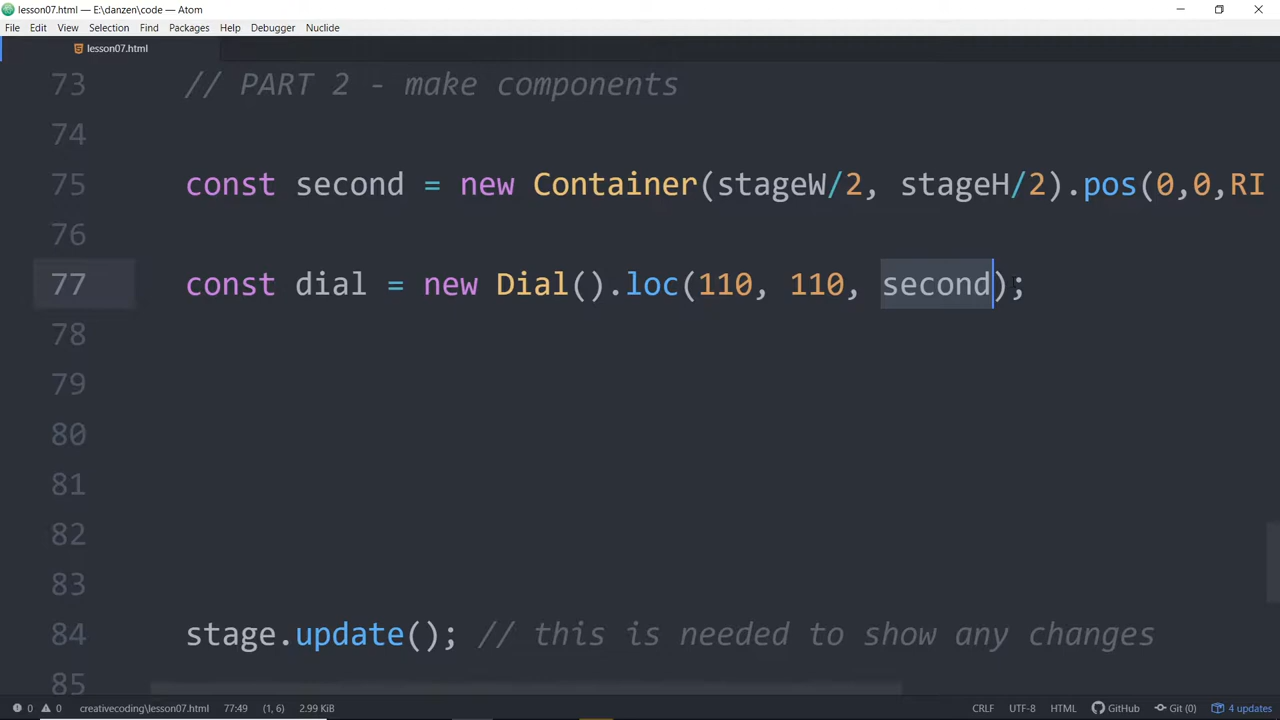 lesson07.html — E:\danzen\code — Atom
File Edit View Selection Find Packages Help Debugger Nuclide
lesson07.html
73 // PART 2 - make components
74
75 const second = new Container(stageW/2, stageH/2).pos(0,0,RI
76
77 const dial = new Dial().loc(110, 110, second);
78
79
80
81
82
83
84 stage.update(); // this is needed to show any changes
85
0 0 creativecoding\lesson07.html 77:49 (1, 6) 2.99 KiB CRLF UTF-8 HTML GitHub Git (0) 4 updates